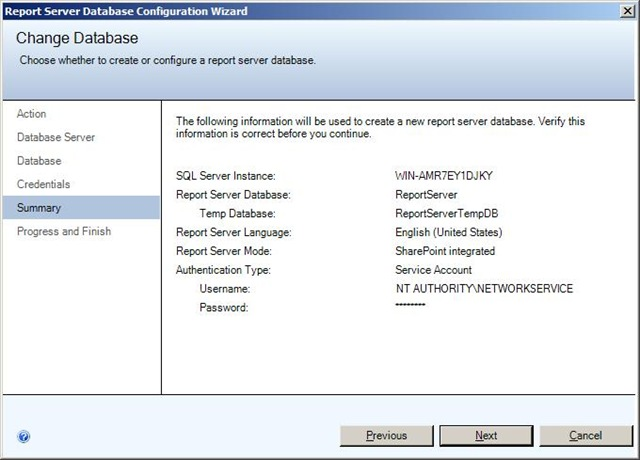 Report Server Database Configuration Wizard
Change Database
Choose whether to create or configure a report server database.
Action
Database Server
Database
Credentials
Summary
Progress and Finish
The following information will be used to create a new report server database. Verify this
information is correct before you continue.
SQL Server Instance: WIN-AMR7EY1DJKY
Report Server Database: ReportServer
Temp Database: ReportServerTempDB
Report Server Language: English (United States)
Report Server Mode: SharePoint integrated
Authentication Type: Service Account
Username: NT AUTHORITY\NETWORKSERVICE
Password: ********
Previous
Next
Cancel